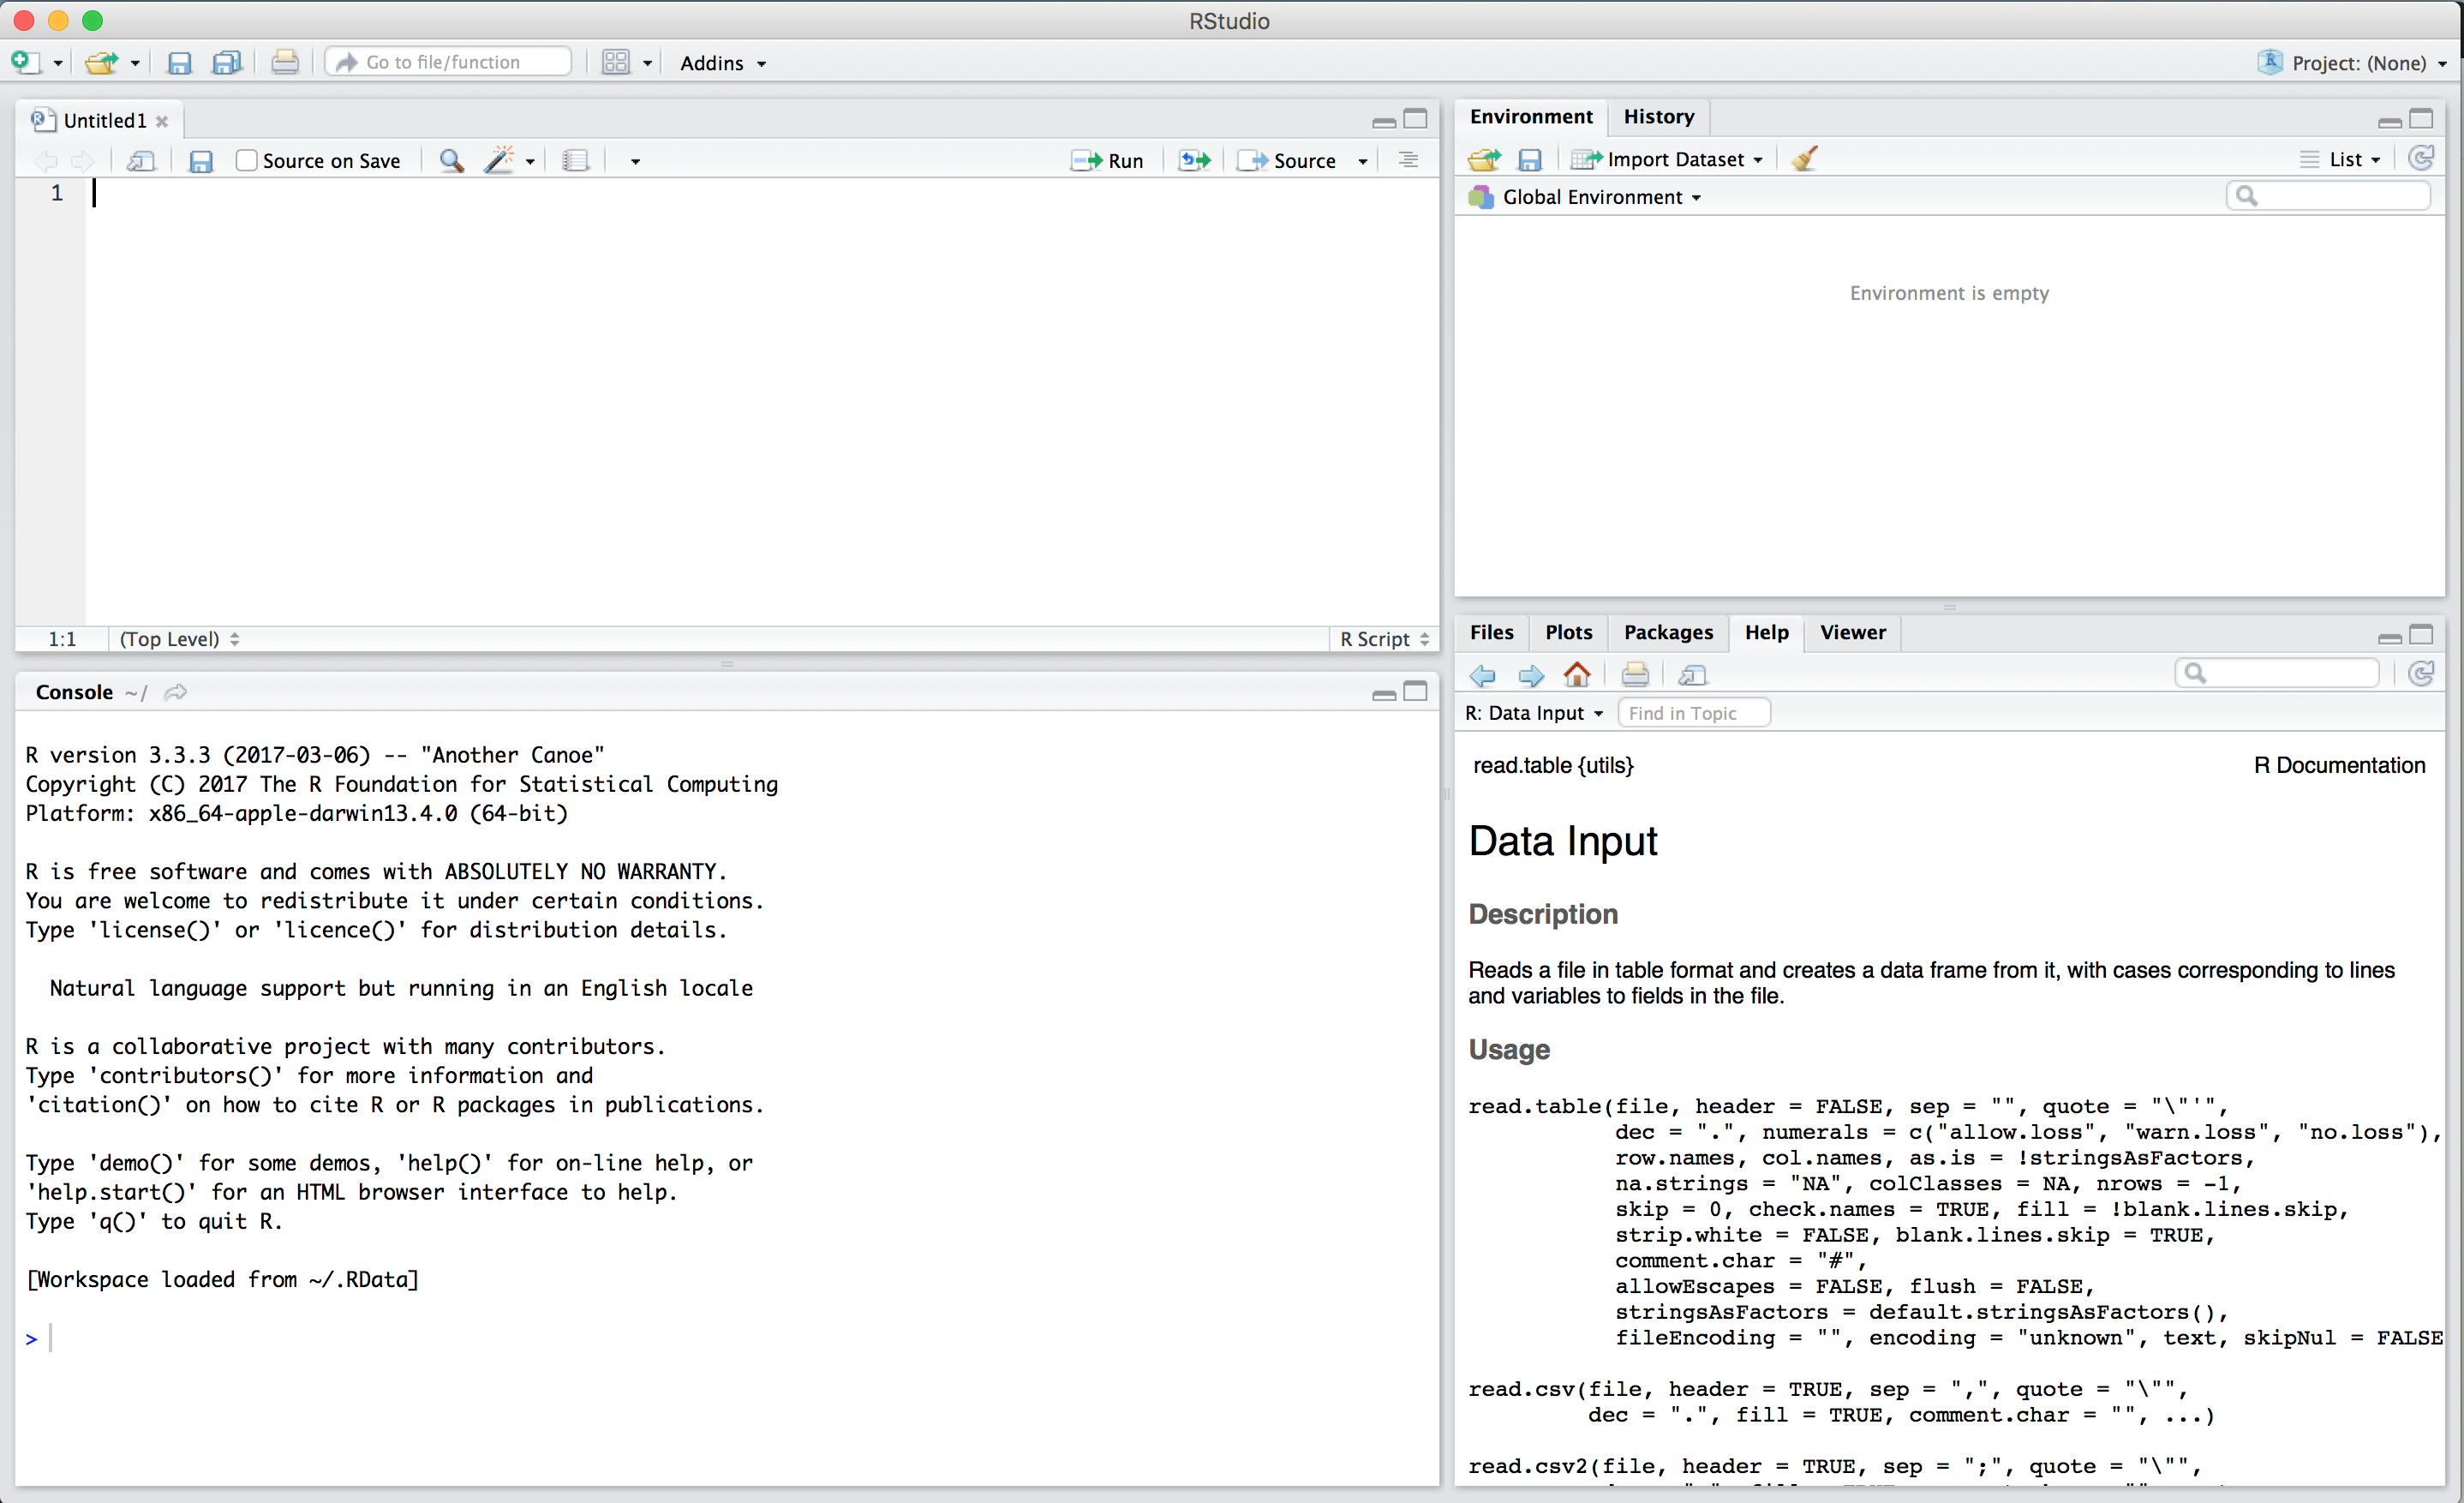 RStudio
Go to file/function
Addins
Project: (None)
Untitled1
Source on Save
Run
Source
1
1:1
(Top Level)
R Script
Console ~/
R version 3.3.3 (2017-03-06) -- "Another Canoe"
Copyright (C) 2017 The R Foundation for Statistical Computing
Platform: x86_64-apple-darwin13.4.0 (64-bit)
R is free software and comes with ABSOLUTELY NO WARRANTY.
You are welcome to redistribute it under certain conditions.
Type 'license()' or 'licence()' for distribution details.
Natural language support but running in an English locale
R is a collaborative project with many contributors.
Type 'contributors()' for more information and
'citation()' on how to cite R or R packages in publications.
Type 'demo()' for some demos, 'help()' for on-line help, or
'help.start()' for an HTML browser interface to help.
Type 'q()' to quit R.
[Workspace loaded from ~/.RData]
>
Environment
History
Import Dataset
List
Global Environment
Environment is empty
Files
Plots
Packages
Help
Viewer
R: Data Input
Find in Topic
read.table {utils}
R Documentation
Data Input
Description
Reads a file in table format and creates a data frame from it, with cases corresponding to lines
and variables to fields in the file.
Usage
read.table(file, header = FALSE, sep = "", quote = "\"'",
dec = ".", numerals = c("allow.loss", "warn.loss", "no.loss"),
row.names, col.names, as.is = !stringsAsFactors,
na.strings = "NA", colClasses = NA, nrows = -1,
skip = 0, check.names = TRUE, fill = !blank.lines.skip,
strip.white = FALSE, blank.lines.skip = TRUE,
comment.char = "#",
allowEscapes = FALSE, flush = FALSE,
stringsAsFactors = default.stringsAsFactors(),
fileEncoding = "", encoding = "unknown", text, skipNul = FALSE
read.csv(file, header = TRUE, sep = ",", quote = "\"",
dec = ".", fill = TRUE, comment.char = "", ...)
read.csv2(file, header = TRUE, sep = ";", quote = "\"",